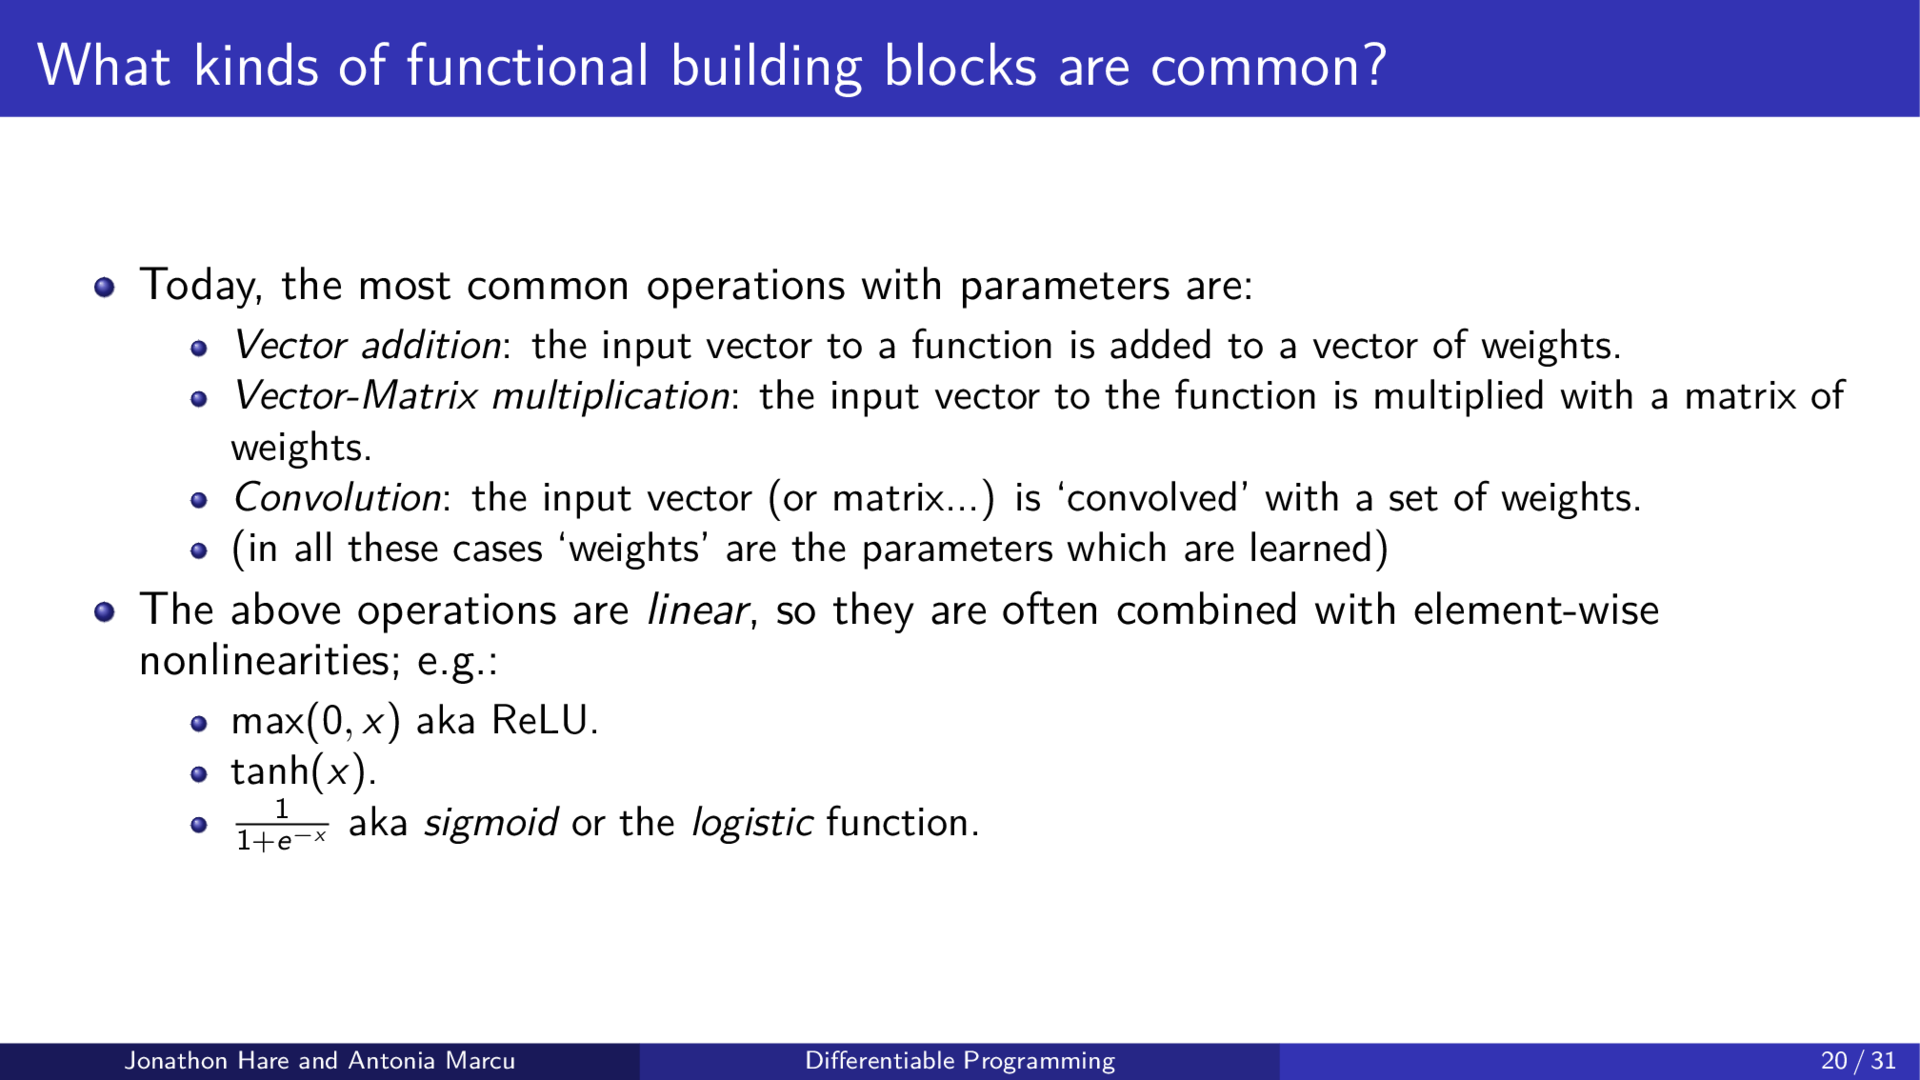 What kinds of functional building blocks are common?
Today, the most common operations with parameters are:
Vector addition: the input vector to a function is added to a vector of weights.
Vector-Matrix multiplication: the input vector to the function is multiplied with a matrix of
weights.
Convolution: the input vector (or matrix...) is ‘convolved’ with a set of weights.
(in all these cases ‘weights’ are the parameters which are learned)
The above operations are linear, so they are often combined with element-wise
nonlinearities; e.g.:
max(0, x) aka ReLU.
tanh(x).
1/(1+e^−x) aka sigmoid or the logistic function.
Jonathon Hare and Antonia Marcu
Differentiable Programming
20 / 31